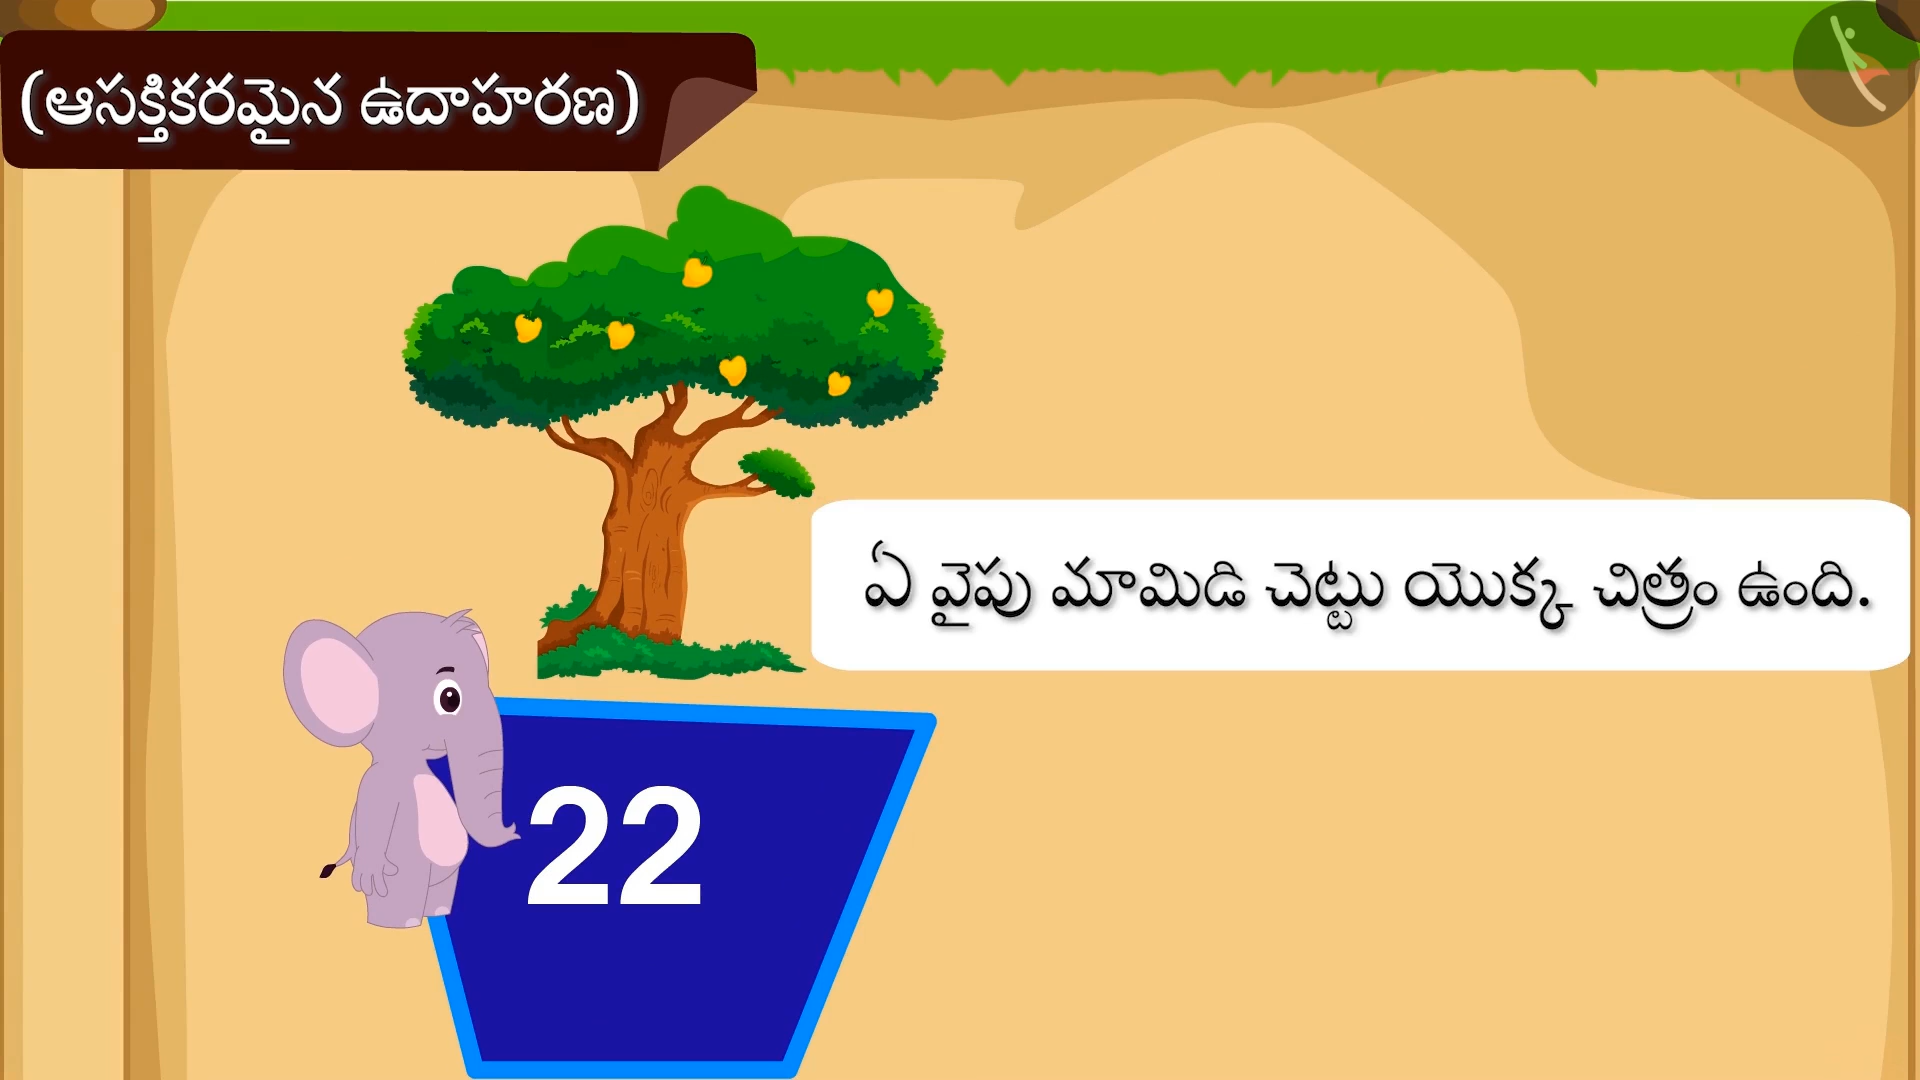 (ఆసక్తికరమైన ఉదాహరణ)
ఏ వైపు మామిడి చెట్టు యొక్క చిత్రం ఉంది.
22